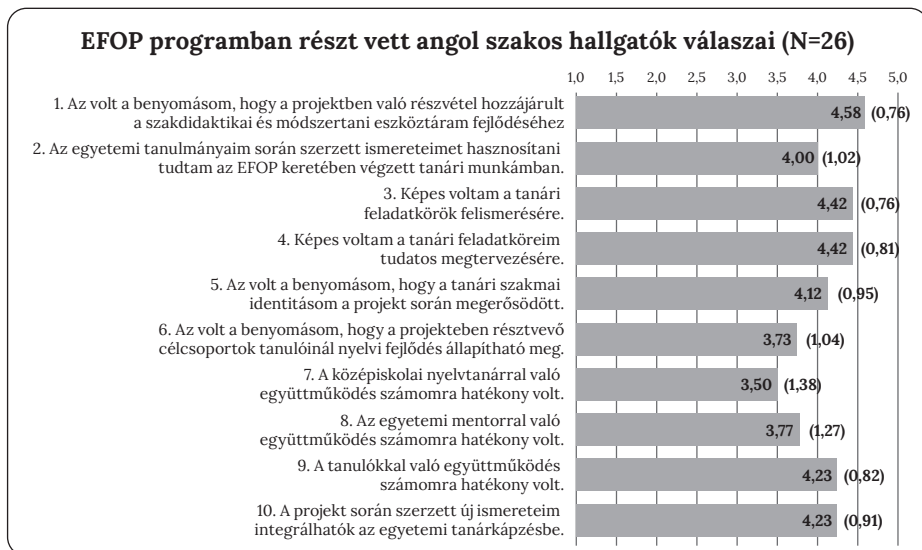 EFOP programban részt vett angol szakos hallgatók válaszai (N=26)
1,0 1,5 2,0 2,5 3,0 3,5 4,0 4,5 5,0
1. Az volt a benyomásom, hogy a projektben való részvétel hozzájárult
a szakdidaktikai és módszertani eszköztáram fejlődéséhez
4,58 (0,76)
2. Az egyetemi tanulmányaim során szerzett ismereteimet hasznosítani
tudtam az EFOP keretében végzett tanári munkámban.
4,00 (1,02)
3. Képes voltam a tanári
feladatkörök felismerésére.
4,42 (0,76)
4. Képes voltam a tanári feladatköreim
tudatos megtervezésére.
4,42 (0,81)
5. Az volt a benyomásom, hogy a tanári szakmai
identitásom a projekt során megerősödött.
4,12 (0,95)
6. Az volt a benyomásom, hogy a projekteben résztvevő
célcsoportok tanulóinál nyelvi fejlődés állapítható meg.
3,73 (1,04)
7. A középiskolai nyelvtanárral való
együttműködés számomra hatékony volt.
3,50 (1,38)
8. Az egyetemi mentorral való
együttműködés számomra hatékony volt.
3,77 (1,27)
9. A tanulókkal való együttműködés
számomra hatékony volt.
4,23 (0,82)
10. A projekt során szerzett új ismereteim
integrálhatók az egyetemi tanárkápzésbe.
4,23 (0,91)